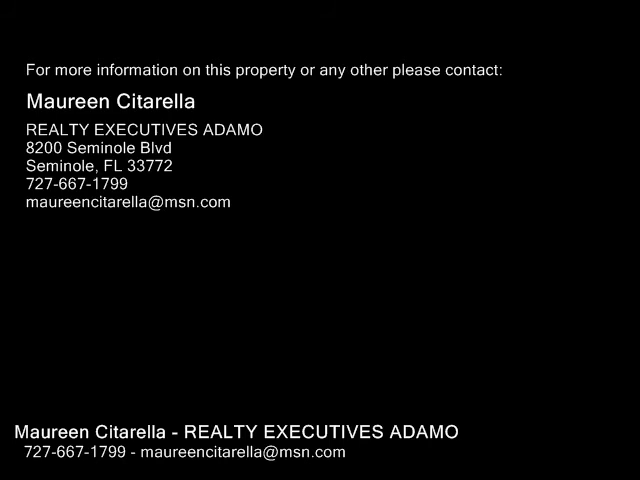 For more information on this property or any other please contact:
Maureen Citarella
REALTY EXECUTIVES ADAMO
8200 Seminole Blvd
Seminole, FL 33772
727-667-1799
maureencitarella@msn.com
Maureen Citarella - REALTY EXECUTIVES ADAMO
727-667-1799 - maureencitarella@msn.com